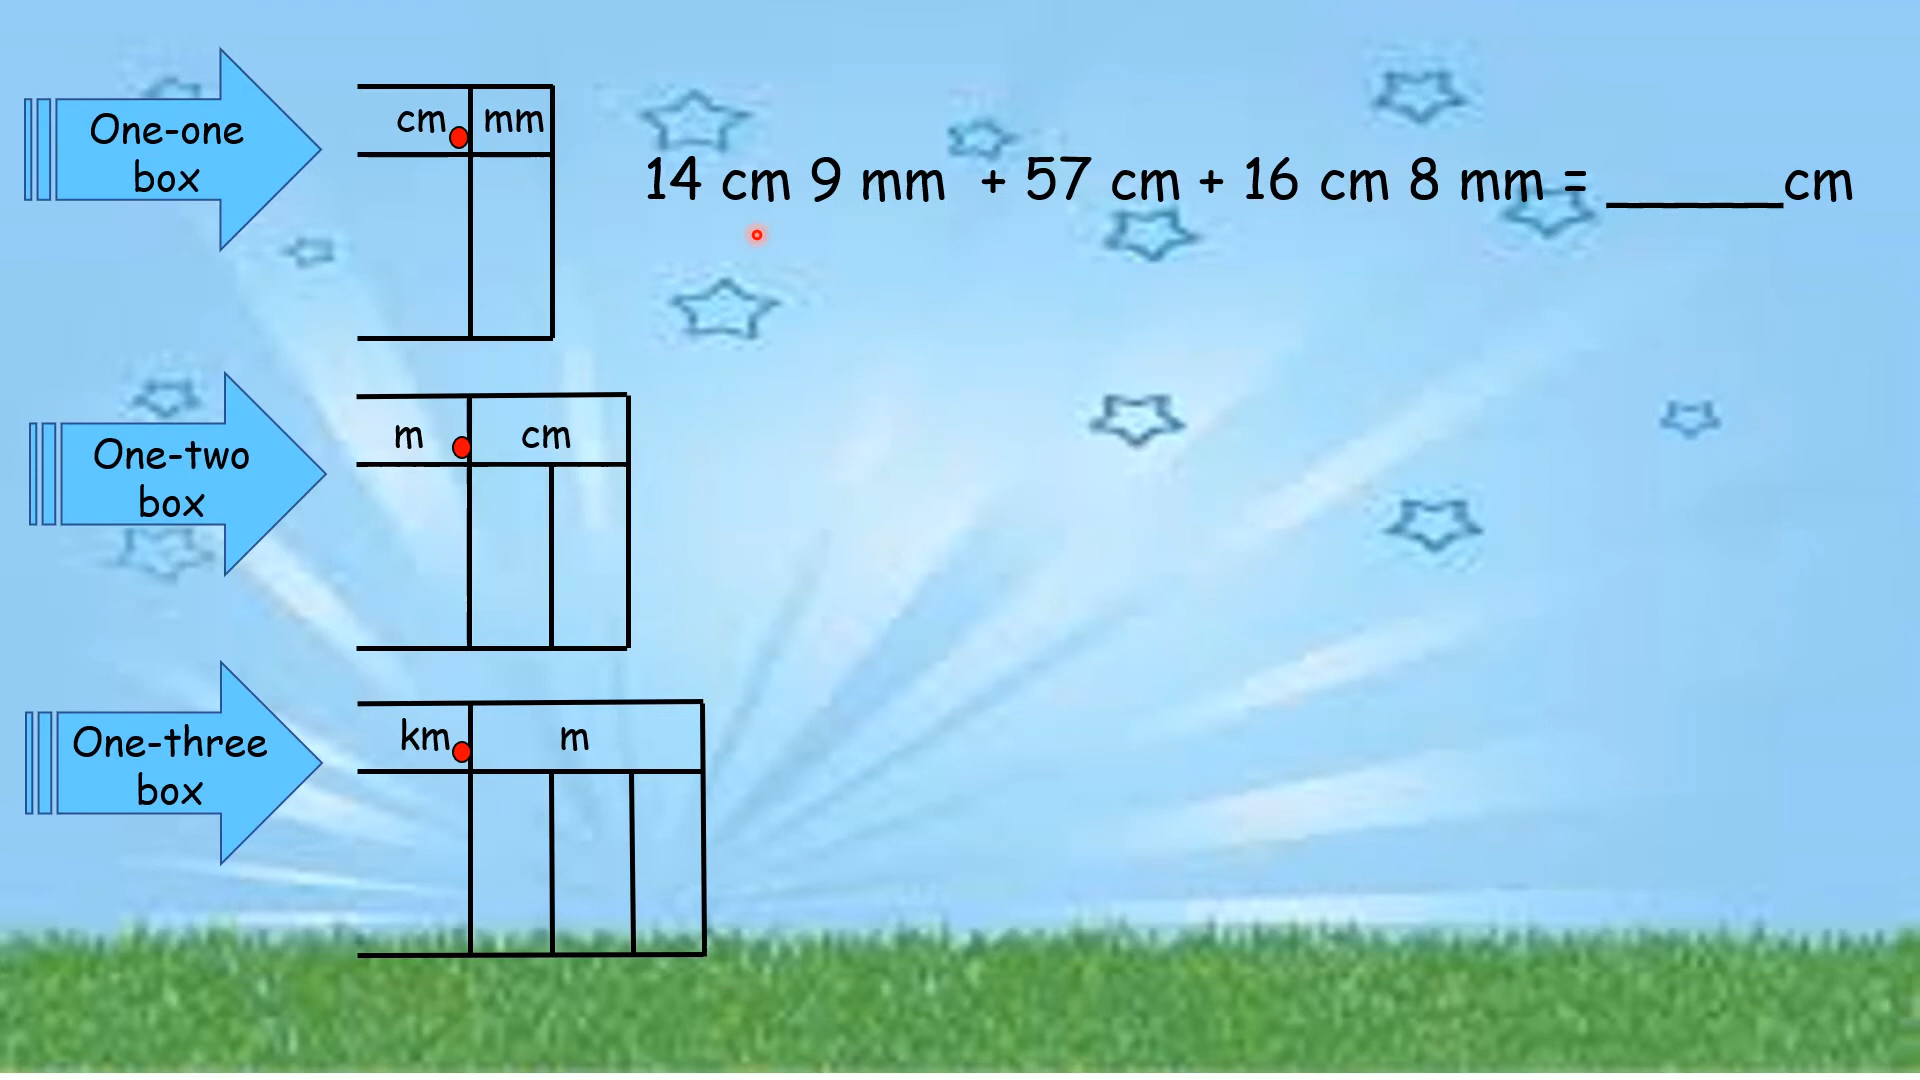 One-one
box
cm mm
14 cm 9 mm + 57 cm + 16 cm 8 mm = ______cm
One-two
box
m cm
One-three
box
km m